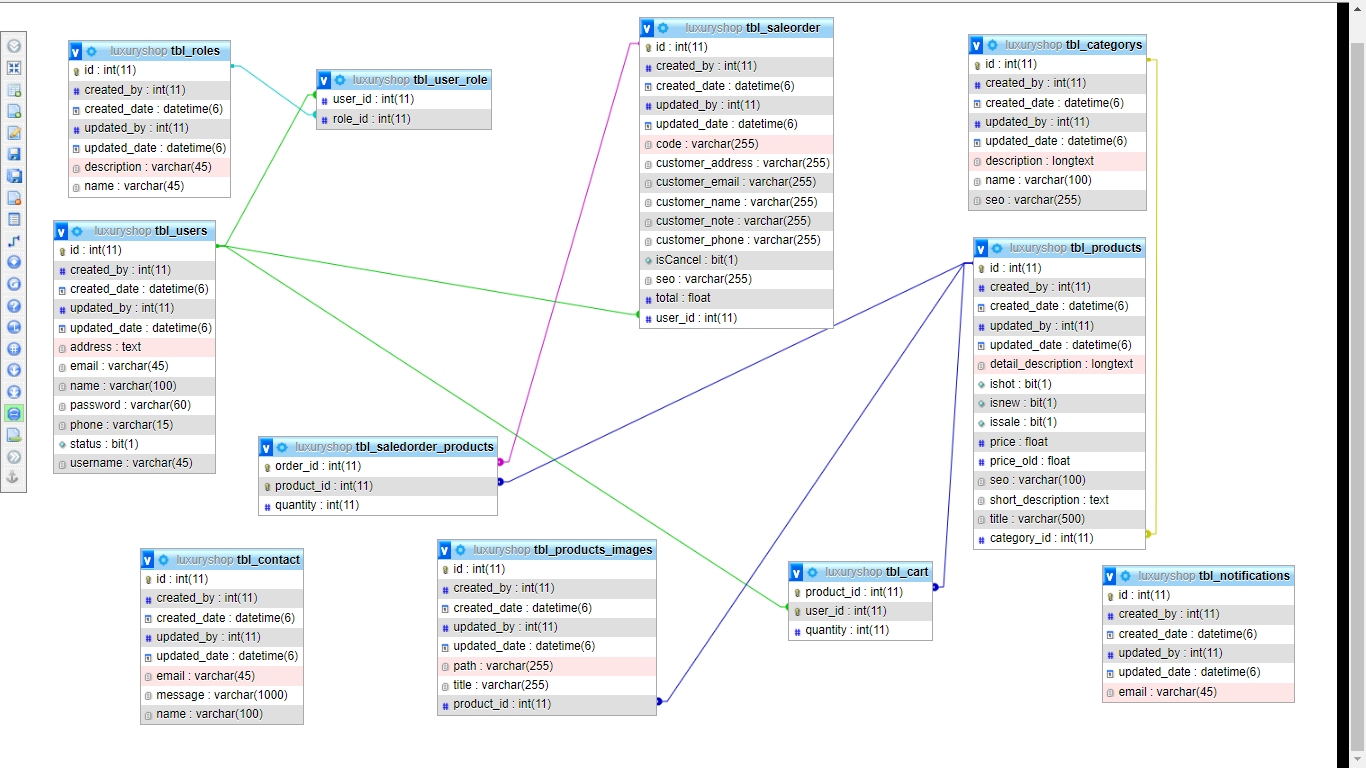 luxuryshop tbl_roles
id : int(11)
created_by : int(11)
created_date : datetime(6)
updated_by : int(11)
updated_date : datetime(6)
description : varchar(45)
name : varchar(45)
luxuryshop tbl_user_role
user_id : int(11)
role_id : int(11)
luxuryshop tbl_saleorder
id : int(11)
created_by : int(11)
created_date : datetime(6)
updated_by : int(11)
updated_date : datetime(6)
code : varchar(255)
customer_address : varchar(255)
customer_email : varchar(255)
customer_name : varchar(255)
customer_note : varchar(255)
customer_phone : varchar(255)
isCancel : bit(1)
seo : varchar(255)
total : float
user_id : int(11)
luxuryshop tbl_categorys
id : int(11)
created_by : int(11)
created_date : datetime(6)
updated_by : int(11)
updated_date : datetime(6)
description : longtext
name : varchar(100)
seo : varchar(255)
luxuryshop tbl_users
id : int(11)
created_by : int(11)
created_date : datetime(6)
updated_by : int(11)
updated_date : datetime(6)
address : text
email : varchar(45)
name : varchar(100)
password : varchar(60)
phone : varchar(15)
status : bit(1)
username : varchar(45)
luxuryshop tbl_products
id : int(11)
created_by : int(11)
created_date : datetime(6)
updated_by : int(11)
updated_date : datetime(6)
detail_description : longtext
ishot : bit(1)
isnew : bit(1)
issale : bit(1)
price : float
price_old : float
seo : varchar(100)
short_description : text
title : varchar(500)
category_id : int(11)
luxuryshop tbl_saledorder_products
order_id : int(11)
product_id : int(11)
quantity : int(11)
luxuryshop tbl_contact
id : int(11)
created_by : int(11)
created_date : datetime(6)
updated_by : int(11)
updated_date : datetime(6)
email : varchar(45)
message : varchar(1000)
name : varchar(100)
luxuryshop tbl_products_images
id : int(11)
created_by : int(11)
created_date : datetime(6)
updated_by : int(11)
updated_date : datetime(6)
path : varchar(255)
title : varchar(255)
product_id : int(11)
luxuryshop tbl_cart
product_id : int(11)
user_id : int(11)
quantity : int(11)
luxuryshop tbl_notifications
id : int(11)
created_by : int(11)
created_date : datetime(6)
updated_by : int(11)
updated_date : datetime(6)
email : varchar(45)